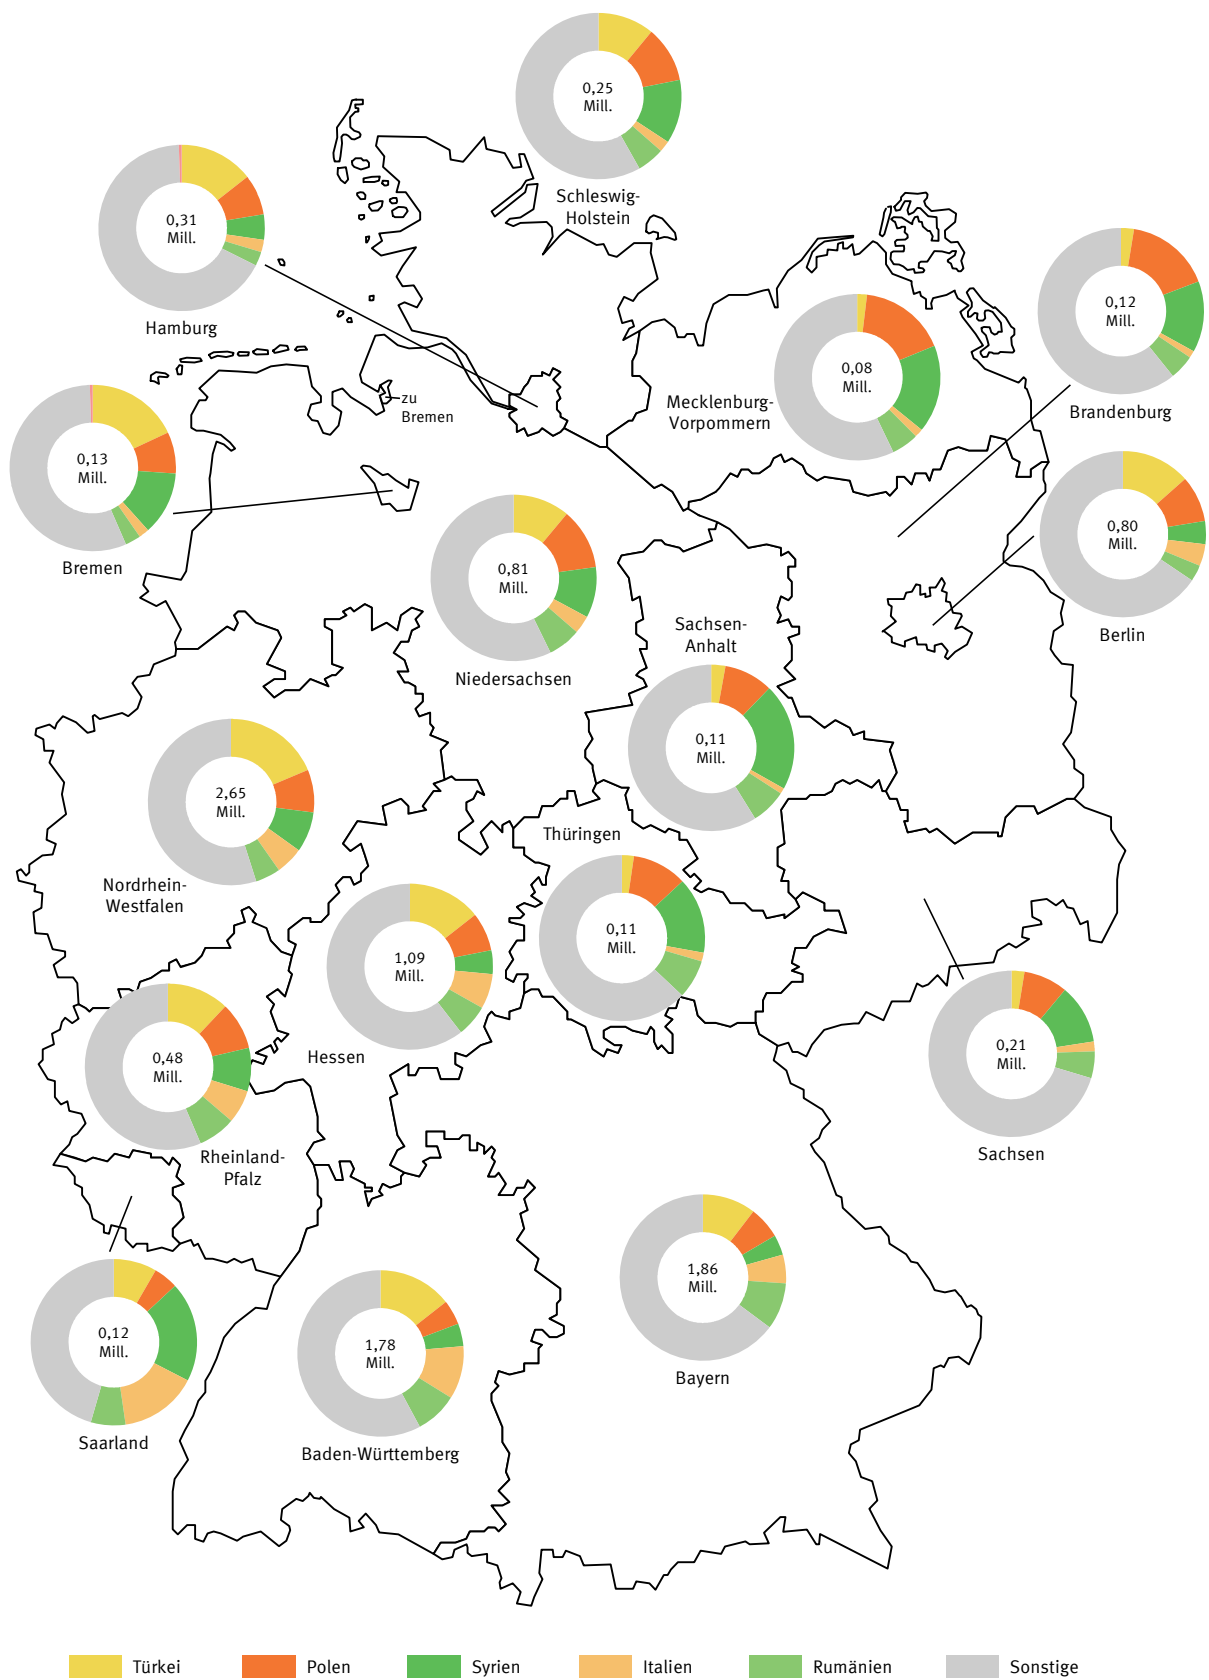 0,25
Mill.
Schleswig-
Holstein
0,31
Mill.
Hamburg
0,12
Mill.
Brandenburg
0,08
Mill.
Mecklenburg-
Vorpommern
zu
Bremen
0,13
Mill.
Bremen
0,80
Mill.
Berlin
0,81
Mill.
Niedersachsen
Sachsen-
Anhalt
0,11
Mill.
2,65
Mill.
Nordrhein-
Westfalen
Thüringen
0,11
Mill.
1,09
Mill.
Hessen
0,48
Mill.
Rheinland-
Pfalz
0,21
Mill.
Sachsen
1,86
Mill.
Bayern
0,12
Mill.
Saarland
1,78
Mill.
Baden-Württemberg
Türkei Polen Syrien Italien Rumänien Sonstige